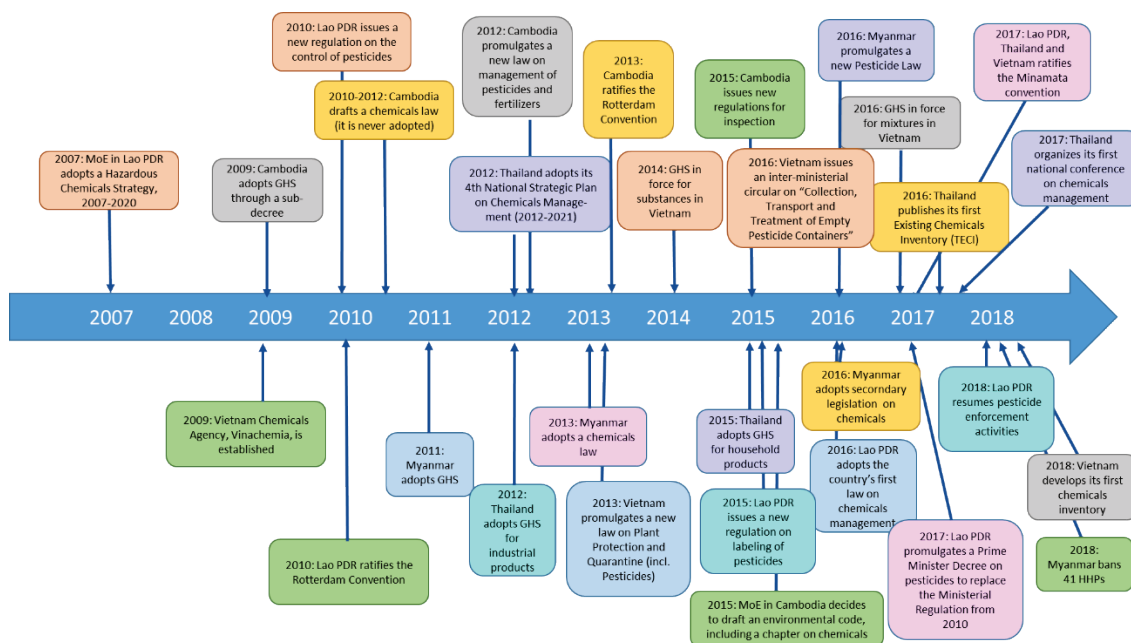 2007: MoE in Lao PDR
adopts a Hazardous
Chemicals Strategy,
2007-2020
2009: Cambodia
adopts GHS
through a sub-
decree
2010: Lao PDR issues a
new regulation on the
control of pesticides
2010-2012: Cambodia
drafts a chemicals law
(it is never adopted)
2012: Cambodia
promulgates a
new law on
management of
pesticides and
fertilizers
2012: Thailand adopts its
4th National Strategic Plan
on Chemicals Manage-
ment (2012-2021)
2013:
Cambodia
ratifies the
Rotterdam
Convention
2014: GHS in
force for
substances in
Vietnam
2015: Cambodia
issues new
regulations for
inspection
2016: Vietnam issues
an inter-ministerial
circular on "Collection,
Transport and
Treatment of Empty
Pesticide Containers"
2016: Myanmar
promulgates a
new Pesticide Law
2016: GHS in force
for mixtures in
Vietnam
2016: Thailand
publishes its first
Existing Chemicals
Inventory (TECI)
2017: Lao PDR,
Thailand and
Vietnam ratifies
the Minamata
convention
2017: Thailand
organizes its first
national conference
on chemicals
management
2007
2008
2009
2010
2011
2012
2013
2014
2015
2016
2017
2018
2009: Vietnam Chemicals
Agency, Vinachemia, is
established
2010: Lao PDR ratifies the
Rotterdam Convention
2011:
Myanmar
adopts GHS
2012:
Thailand
adopts GHS
for
industrial
products
2013: Myanmar
adopts a chemicals
law
2013: Vietnam
promulgates a new
law on Plant
Protection and
Quarantine (incl.
Pesticides)
2015: Thailand
adopts GHS
for household
products
2015: Lao PDR
issues a new
regulation on
labeling of
pesticides
2015: MoE in Cambodia decides
to draft an environmental code,
including a chapter on chemicals
2016: Myanmar
adopts secorndary
legislation on
chemicals
2016: Lao PDR
adopts the
country's first
law on
chemicals
management
2017: Lao PDR
promulgates a Prime
Minister Decree on
pesticides to replace
the Ministerial
Regulation from
2010
2018: Lao PDR
resumes pesticide
enforcement
activities
2018: Vietnam
develops its first
chemicals
inventory
2018:
Myanmar bans
41 HHPs